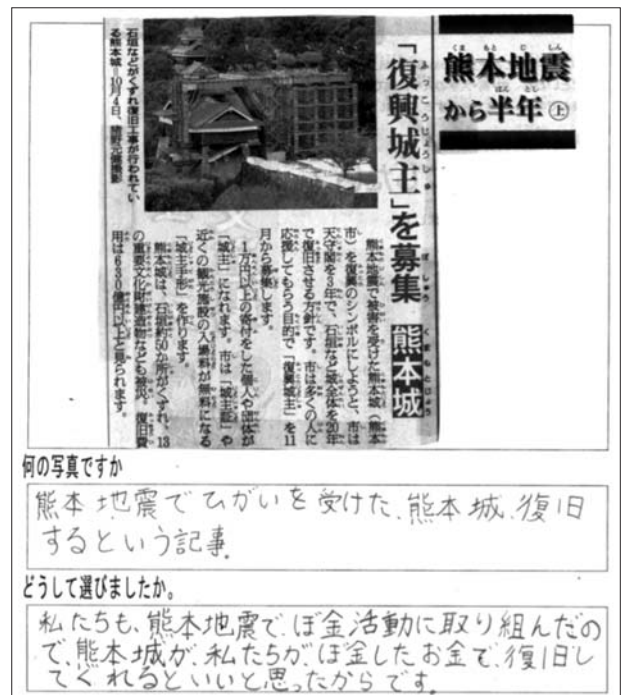 熊本地震
から半年㊤
「復興城主」を募集 熊本城
石垣などがくずれ復旧工事が行われてい
る熊本城=10月4日、
熊本地震で被害を受けた熊本城(熊本
市)を復興のシンボルにしようと、市は
天守閣を3年で、石垣など城全体を20年
で復旧させる方針です。市は多くの人に
応援してもらう目的で「復興城主」を11
月から募集します。
1万円以上の寄付をした個人や団体が
「城主」になれます。市は「城主証」や
近くの観光施設の入場料が無料になる
「城主手形」を作ります。
熊本城は、石垣約50か所がくずれ、13
の重要文化財建造物なども被災。復旧費
用は630億円以上と見られます。
何の写真ですか
熊本地震でひがいを受けた、熊本城、復旧
するという記事
どうして選びましたか。
私たちも、熊本地震で、ぼ金活動に取り組んだの
で、熊本城が、私たちが、ぼ金したお金で、復旧し
てくれるといいと思ったからです。